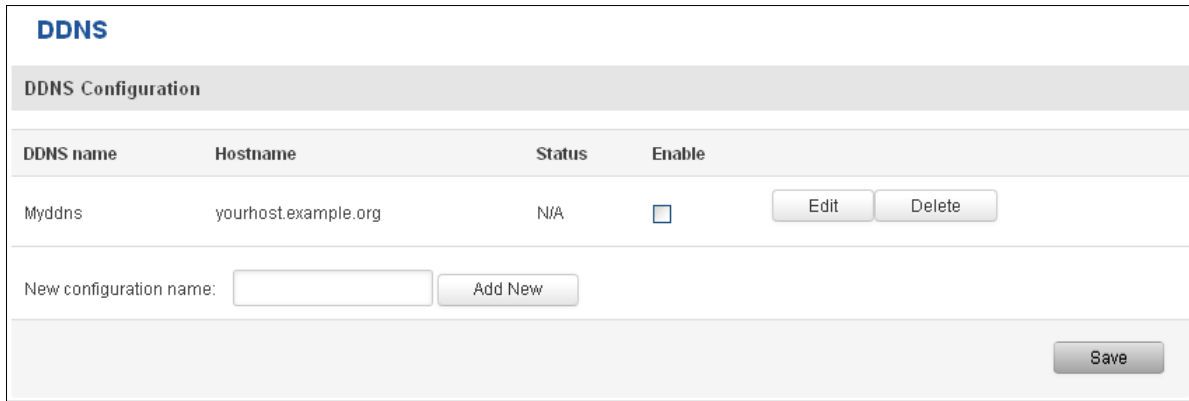 DDNS
DDNS Configuration
DDNS name Hostname Status Enable
Myddns yourhost.example.org N/A Edit Delete
New configuration name: Add New
Save